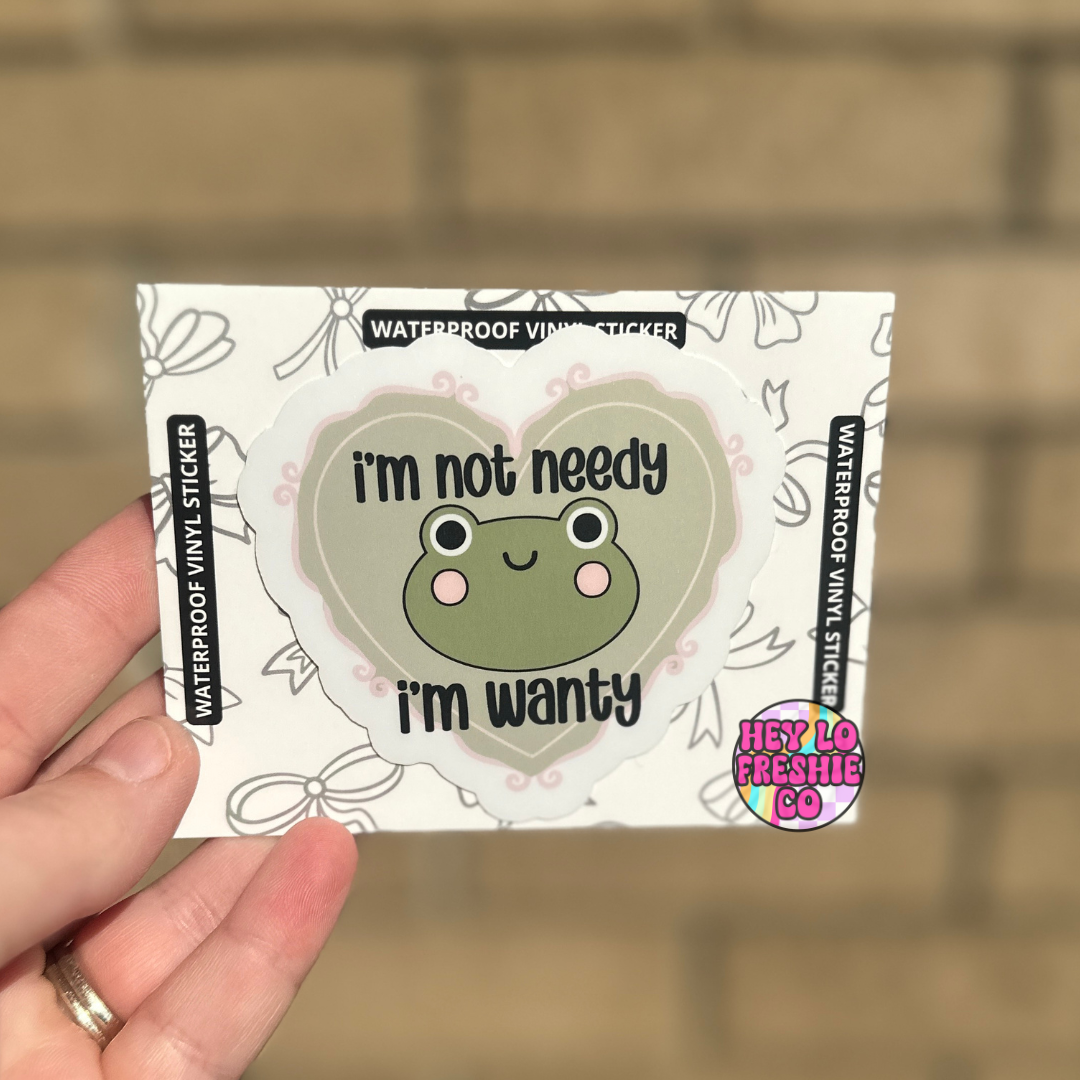 WATERPROOF VINYL STICKER
WATERPROOF VINYL STICKER
i'm not needy
i'm wanty
WATERPROOF VINYL STICKER
HEY LO
FRESHIE
CO